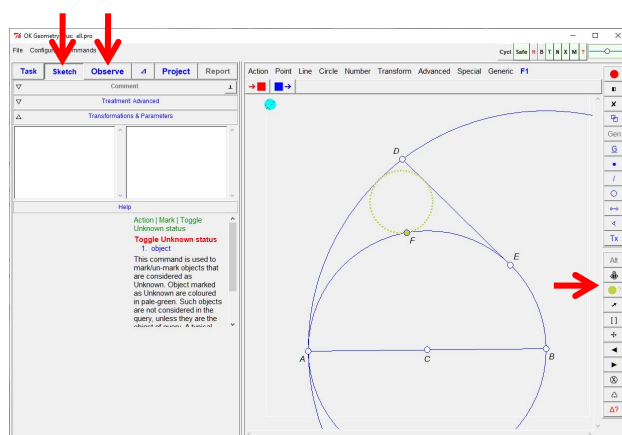 OK Geometry Plus: all.pro
Cycl Safe R B T N X M ?
Task Sketch Observe Project Report
Comment
Treatment Advanced
Transformations & Parameters
Help
Action | Mark | Toggle
Unknown status
Toggle Unknown status
1. object
This command is used to
mark/un-mark objects that
are considered as
Unknown. Object marked
as Unknown are coloured
in pale-green. Such objects
are not considered in the
query, unless they are the
Action Point Line Circle Number Transform Advanced Special Generic F1
D
F
E
A
C
B
Gen
G
Tx
Alt
[ ]